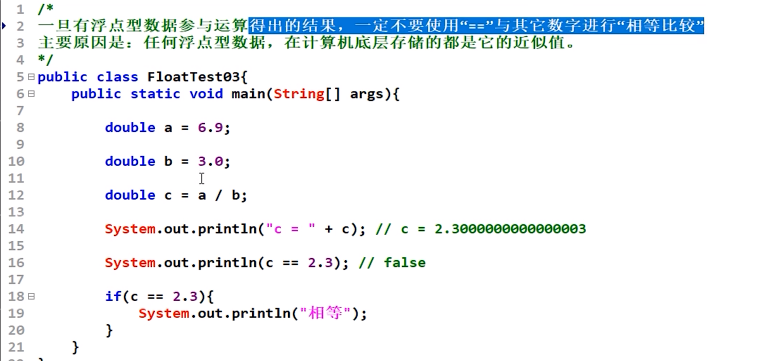 1 /*
2 一旦有浮点型数据参与运算得出的结果，一定不要使用“==”与其它数字进行“相等比较”
3 主要原因是：任何浮点型数据，在计算机底层存储的都是它的近似值。
4 */
5 public class FloatTest03{
6 public static void main(String[] args){
7
8 double a = 6.9;
9
10 double b = 3.0;
11
12 double c = a / b;
13
14 System.out.println("c = " + c); // c = 2.3000000000000003
15
16 System.out.println(c == 2.3); // false
17
18 if(c == 2.3){
19 System.out.println("相等");
20 }
21 }